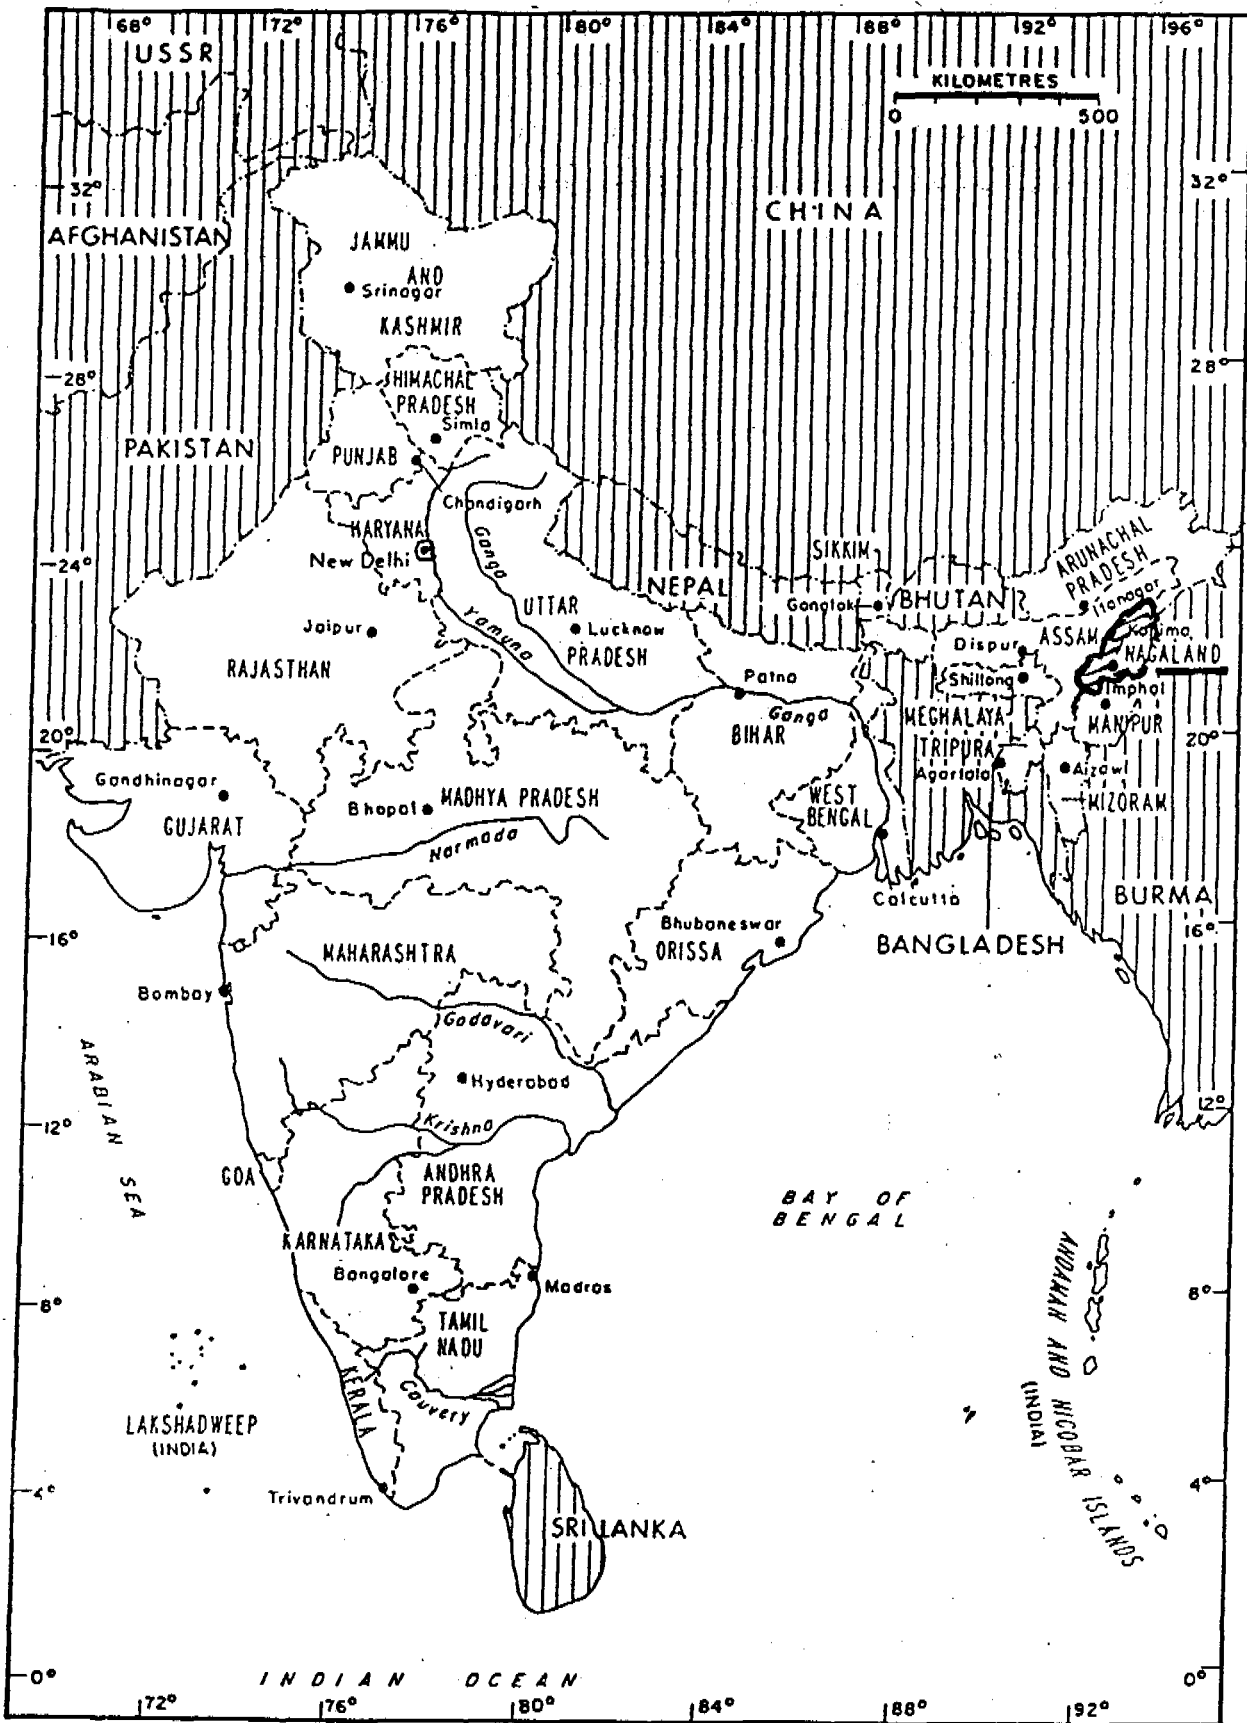 68° 72° 76° 80° 84° 88° 92° 96°
USSR
KILOMETRES
0 500
32° 32°
CHINA
AFGHANISTAN
JAMMU
AND
Srinagar
KASHMIR
28° 28°
HIMACHAL
PRADESH
Simla
PAKISTAN
PUNJAB
Chandigarh
HARYANA
New Delhi
Ganga
SIKKIM
ARUNACHAL
PRADESH
24°
NEPAL
Gangtok
BHUTAN
Itanagar
UTTAR
PRADESH
Lucknow
Jaipur
Yamuna
Dispur
ASSAM
Kohima
NAGALAND
RAJASTHAN
Patna
Shillong
Imphal
Ganga
BIHAR
MEGHALAYA
MANIPUR
20° 20°
TRIPURA
Agartala
Aizawl
Gandhinagar
GUJARAT
Bhopal
MADHYA PRADESH
WEST
BENGAL
MIZORAM
Narmada
Calcutta
BURMA
16° 16°
Bhubaneswar
ORISSA
BANGLADESH
MAHARASHTRA
Bombay
Godavari
ARABIAN SEA
Hyderabad
12° 12°
Krishna
GOA
ANDHRA
PRADESH
BAY OF
BENGAL
KARNATAKA
Bangalore
Madras
ANDAMAN AND NICOBAR ISLANDS
(INDIA)
8° 8°
TAMIL
NADU
KERALA
Couvery
LAKSHADWEEP
(INDIA)
4° 4°
Trivandrum
SRI LANKA
0° 0°
INDIAN OCEAN
72° 76° 80° 84° 88° 92°